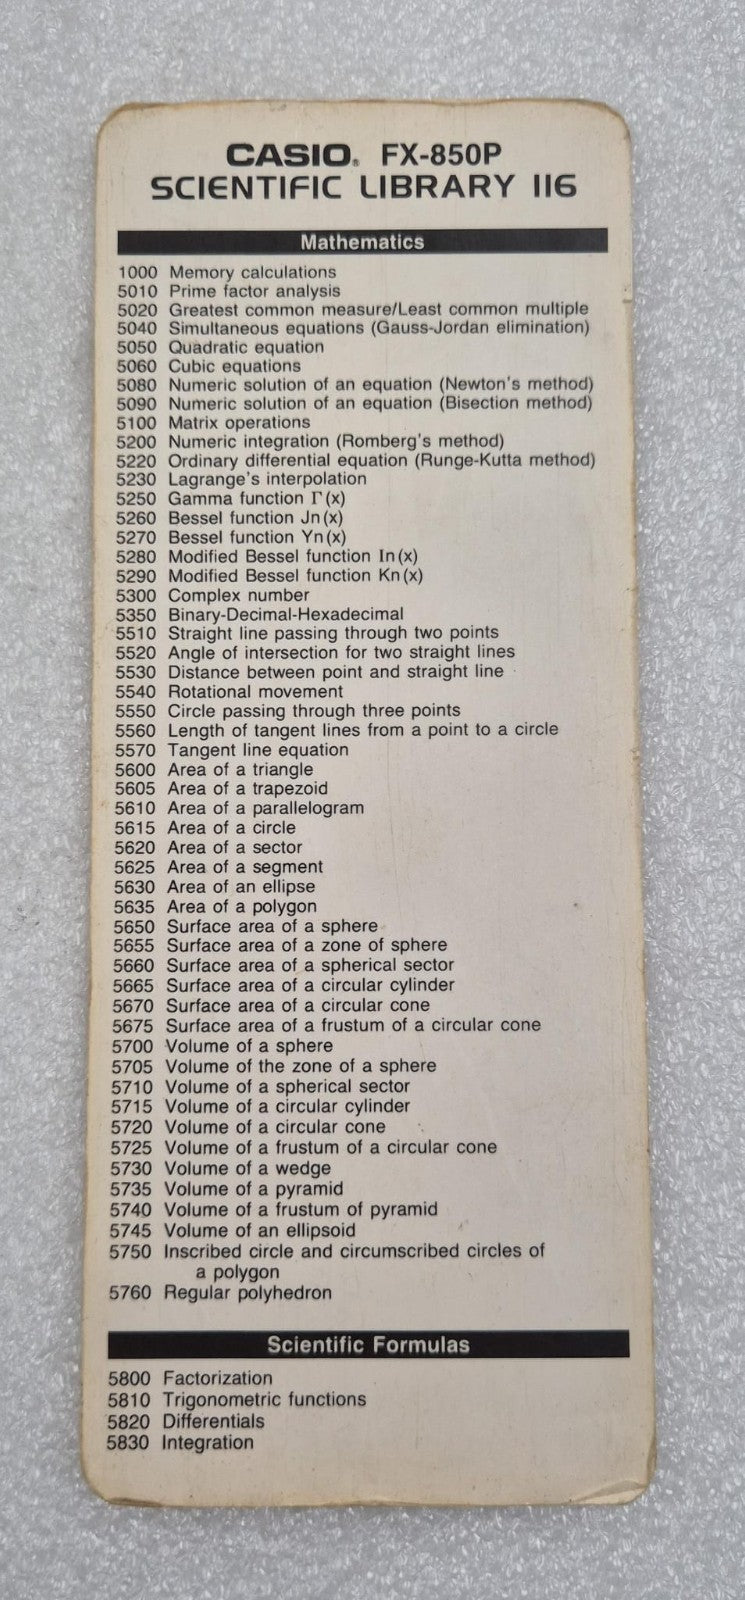 CASIO® FX-850P
SCIENTIFIC LIBRARY 116
Mathematics
1000 Memory calculations
5010 Prime factor analysis
5020 Greatest common measure/Least common multiple
5040 Simultaneous equations (Gauss-Jordan elimination)
5050 Quadratic equation
5060 Cubic equations
5080 Numeric solution of an equation (Newton's method)
5090 Numeric solution of an equation (Bisection method)
5100 Matrix operations
5200 Numeric integration (Romberg's method)
5220 Ordinary differential equation (Runge-Kutta method)
5230 Lagrange's interpolation
5250 Gamma function Γ(x)
5260 Bessel function Jn(x)
5270 Bessel function Yn(x)
5280 Modified Bessel function In(x)
5290 Modified Bessel function Kn(x)
5300 Complex number
5350 Binary-Decimal-Hexadecimal
5510 Straight line passing through two points
5520 Angle of intersection for two straight lines
5530 Distance between point and straight line
5540 Rotational movement
5550 Circle passing through three points
5560 Length of tangent lines from a point to a circle
5570 Tangent line equation
5600 Area of a triangle
5605 Area of a trapezoid
5610 Area of a parallelogram
5615 Area of a circle
5620 Area of a sector
5625 Area of a segment
5630 Area of an ellipse
5635 Area of a polygon
5650 Surface area of a sphere
5655 Surface area of a zone of sphere
5660 Surface area of a spherical sector
5665 Surface area of a circular cylinder
5670 Surface area of a circular cone
5675 Surface area of a frustum of a circular cone
5700 Volume of a sphere
5705 Volume of the zone of a sphere
5710 Volume of a spherical sector
5715 Volume of a circular cylinder
5720 Volume of a circular cone
5725 Volume of a frustum of a circular cone
5730 Volume of a wedge
5735 Volume of a pyramid
5740 Volume of a frustum of pyramid
5745 Volume of an ellipsoid
5750 Inscribed circle and circumscribed circles of
a polygon
5760 Regular polyhedron
Scientific Formulas
5800 Factorization
5810 Trigonometric functions
5820 Differentials
5830 Integration